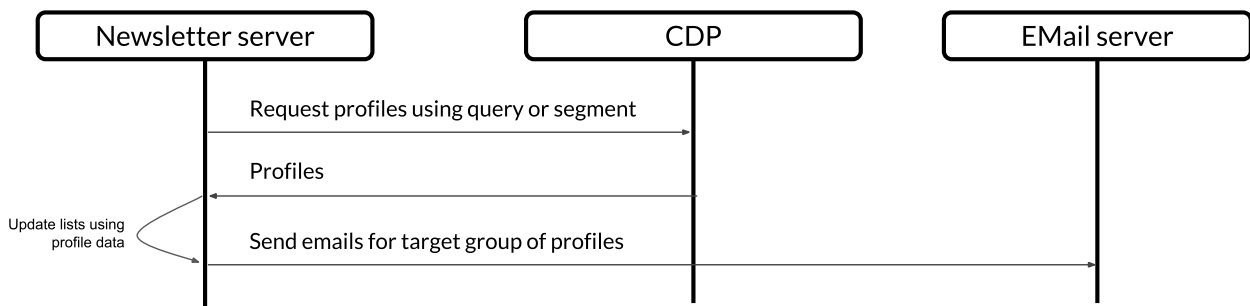 Newsletter server
CDP
EMail server
Request profiles using query or segment
Profiles
Update lists using
profile data
Send emails for target group of profiles